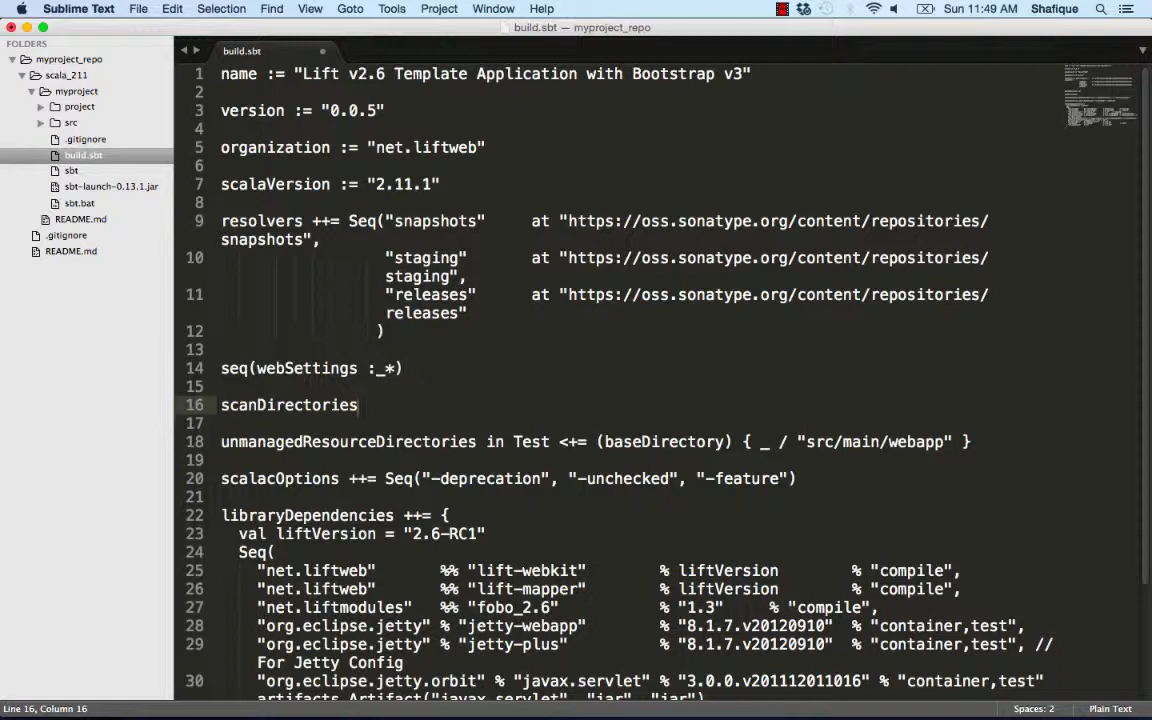 Sublime Text File Edit Selection Find View Goto Tools Project Window Help Sun 11:49 AM Shafique
build.sbt — myproject_repo
FOLDERS
myproject_repo
scala_211
myproject
project
src
.gitignore
build.sbt
sbt
sbt-launch-0.13.1.jar
sbt.bat
README.md
.gitignore
README.md
build.sbt
1 name := "Lift v2.6 Template Application with Bootstrap v3"
2
3 version := "0.0.5"
4
5 organization := "net.liftweb"
6
7 scalaVersion := "2.11.1"
8
9 resolvers ++= Seq("snapshots" at "https://oss.sonatype.org/content/repositories/
snapshots",
10 "staging" at "https://oss.sonatype.org/content/repositories/
staging",
11 "releases" at "https://oss.sonatype.org/content/repositories/
releases"
12 )
13
14 seq(webSettings :_*)
15
16 scanDirectories
17
18 unmanagedResourceDirectories in Test <+= (baseDirectory) { _ / "src/main/webapp" }
19
20 scalacOptions ++= Seq("-deprecation", "-unchecked", "-feature")
21
22 libraryDependencies ++= {
23 val liftVersion = "2.6-RC1"
24 Seq(
25 "net.liftweb" %% "lift-webkit" % liftVersion % "compile",
26 "net.liftweb" %% "lift-mapper" % liftVersion % "compile",
27 "net.liftmodules" %% "fobo_2.6" % "1.3" % "compile",
28 "org.eclipse.jetty" % "jetty-webapp" % "8.1.7.v20120910" % "container,test",
29 "org.eclipse.jetty" % "jetty-plus" % "8.1.7.v20120910" % "container,test", //
For Jetty Config
30 "org.eclipse.jetty.orbit" % "javax.servlet" % "3.0.0.v201112011016" % "container,test"
artifacts Artifact("javax.servlet", "jar", "jar")
Line 16, Column 16 Spaces: 2 Plain Text